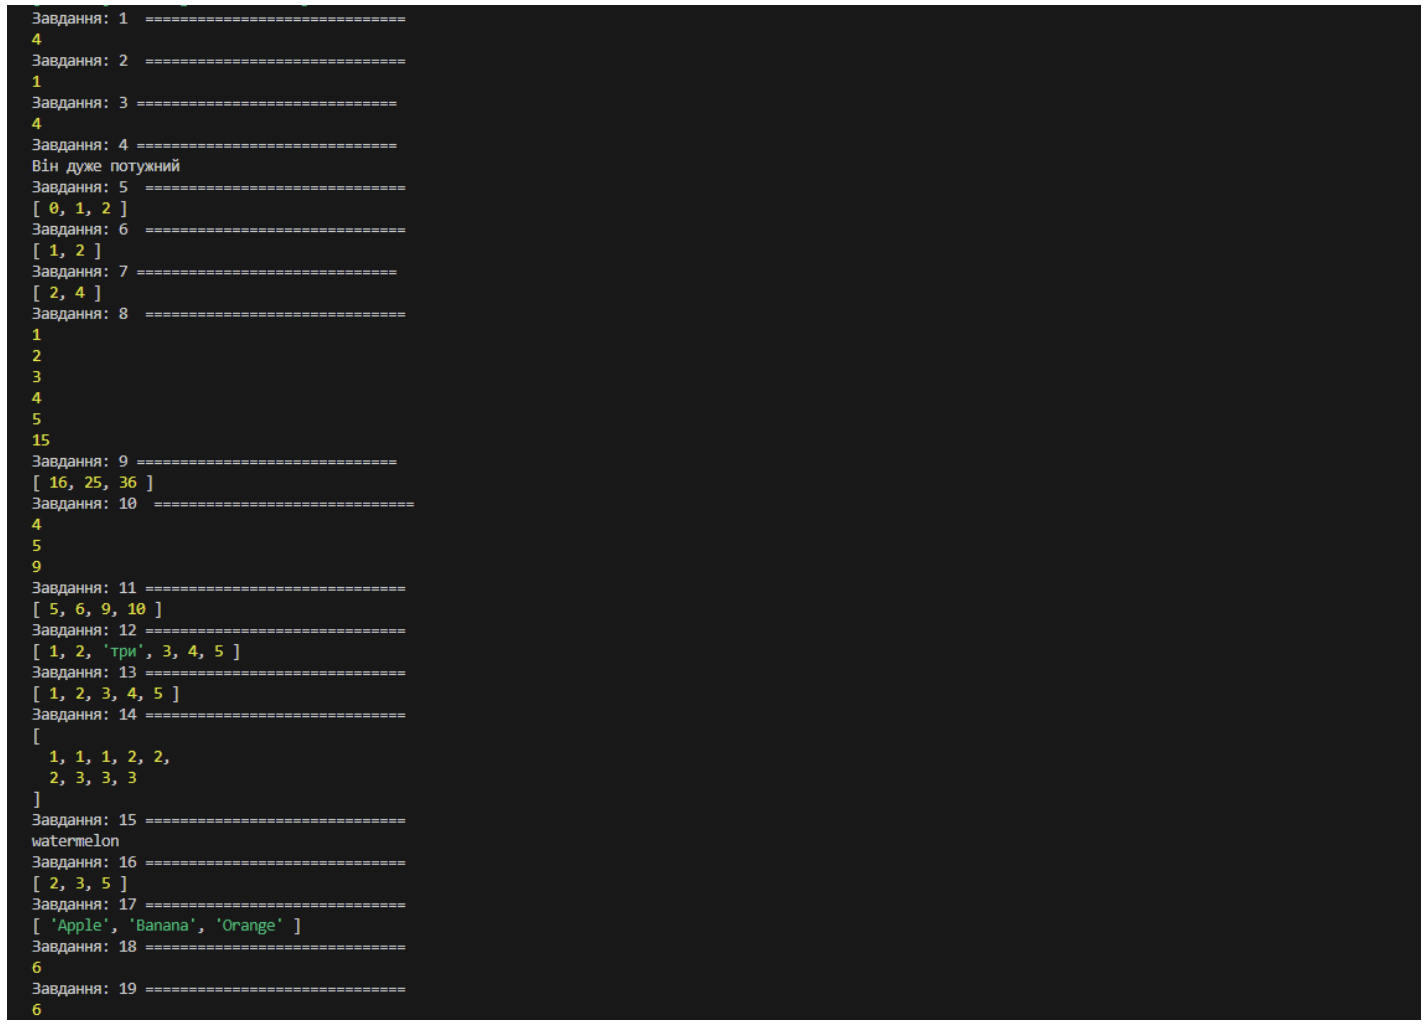 Завдання: 1  ==============================
4
Завдання: 2  ==============================
1
Завдання: 3 ==============================
4
Завдання: 4 ==============================
Він дуже потужний
Завдання: 5  ==============================
[ 0, 1, 2 ]
Завдання: 6  ==============================
[ 1, 2 ]
Завдання: 7 ==============================
[ 2, 4 ]
Завдання: 8  ==============================
1
2
3
4
5
15
Завдання: 9 ==============================
[ 16, 25, 36 ]
Завдання: 10  ==============================
4
5
9
Завдання: 11 ==============================
[ 5, 6, 9, 10 ]
Завдання: 12 ==============================
[ 1, 2, 'три', 3, 4, 5 ]
Завдання: 13 ==============================
[ 1, 2, 3, 4, 5 ]
Завдання: 14 ==============================
[
  1, 1, 1, 2, 2,
  2, 3, 3, 3
]
Завдання: 15 ==============================
watermelon
Завдання: 16 ==============================
[ 2, 3, 5 ]
Завдання: 17 ==============================
[ 'Apple', 'Banana', 'Orange' ]
Завдання: 18 ==============================
6
Завдання: 19 ==============================
6